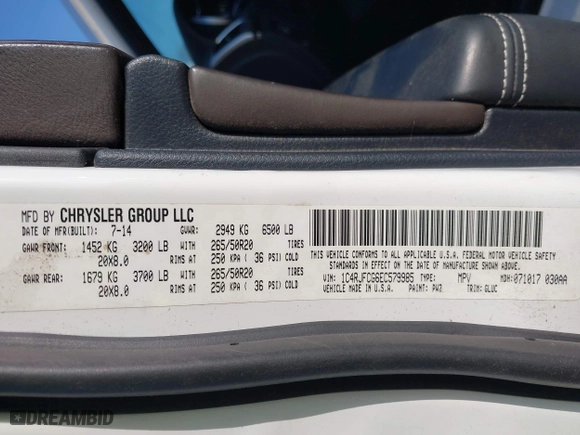 MFD BY CHRYSLER GROUP LLC
DATE OF MFR(BUILT): 7-14 GVWR: 2949 KG 6500 LB
GAWR FRONT: 1452 KG 3200 LB WITH 265/50R20 TIRES
20X8.0 RIMS AT 250 KPA ( 36 PSI) COLD
GAWR REAR: 1679 KG 3700 LB WITH 265/50R20 TIRES
20X8.0 RIMS AT 250 KPA ( 36 PSI) COLD
THIS VEHICLE CONFORMS TO ALL APPLICABLE U.S.A. FEDERAL MOTOR VEHICLE SAFETY
STANDARDS IN EFFECT ON THE DATE OF MANUFACTURE SHOWN ABOVE.
VIN: 1C4RJFCG6EC579985 TYPE: MPV MDH:071017 030AA
VEHICLE MADE IN U.S.A. PAINT: PW3 TRIM: GLUC
DREAMBID